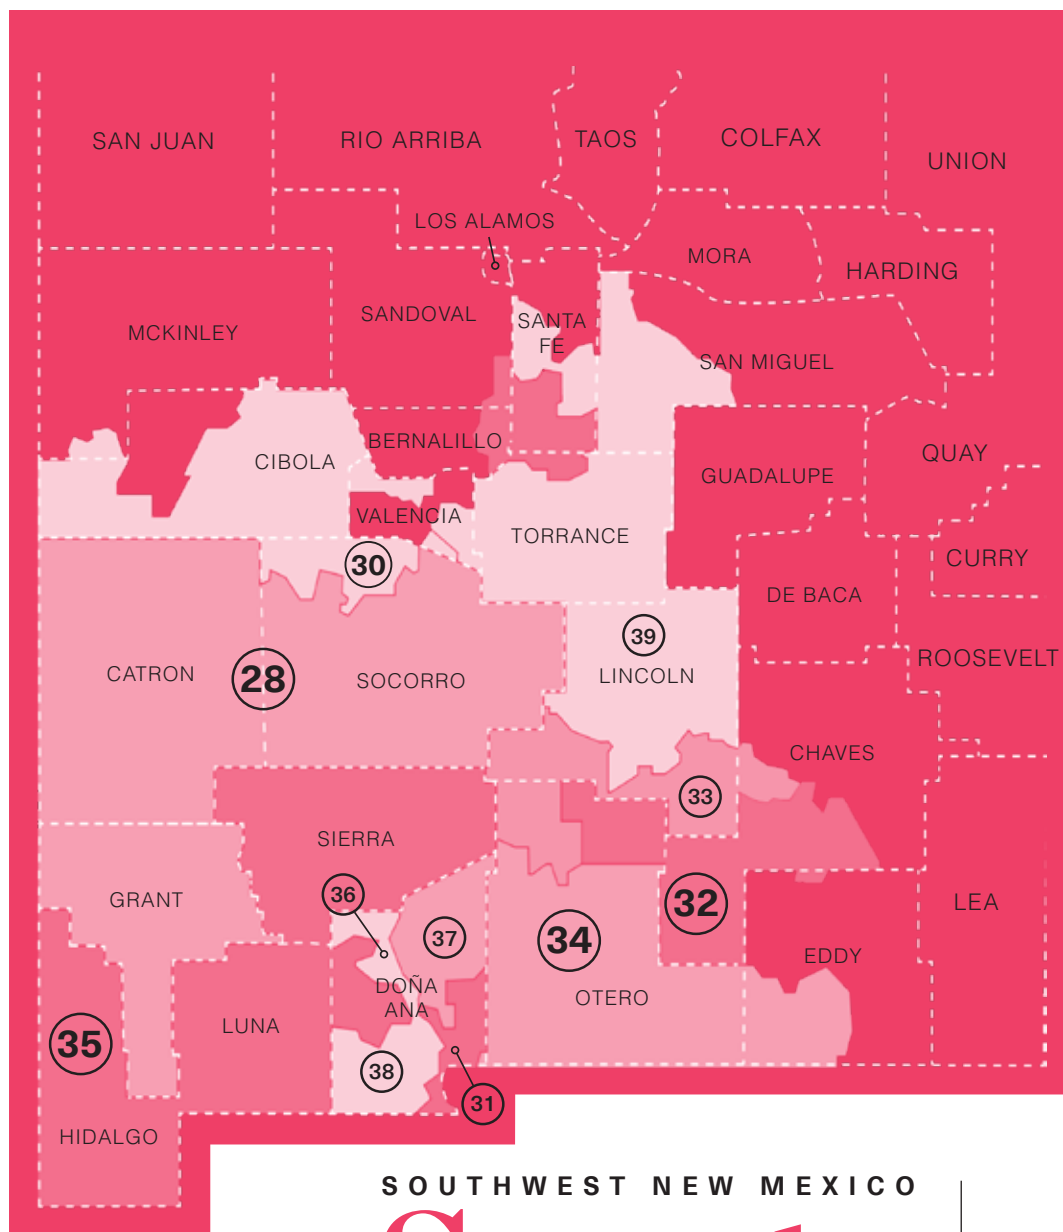 SAN JUAN
RIO ARRIBA
TAOS
COLFAX
UNION
LOS ALAMOS
MORA
HARDING
MCKINLEY
SANDOVAL
SANTA
FE
SAN MIGUEL
BERNALILLO
CIBOLA
QUAY
GUADALUPE
VALENCIA
TORRANCE
30
CURRY
DE BACA
39
CATRON
28
SOCORRO
LINCOLN
ROOSEVELT
CHAVES
33
SIERRA
36
GRANT
37
34
32
LEA
EDDY
DOÑA
ANA
OTERO
LUNA
35
38
31
HIDALGO
SOUTHWEST NEW MEXICO